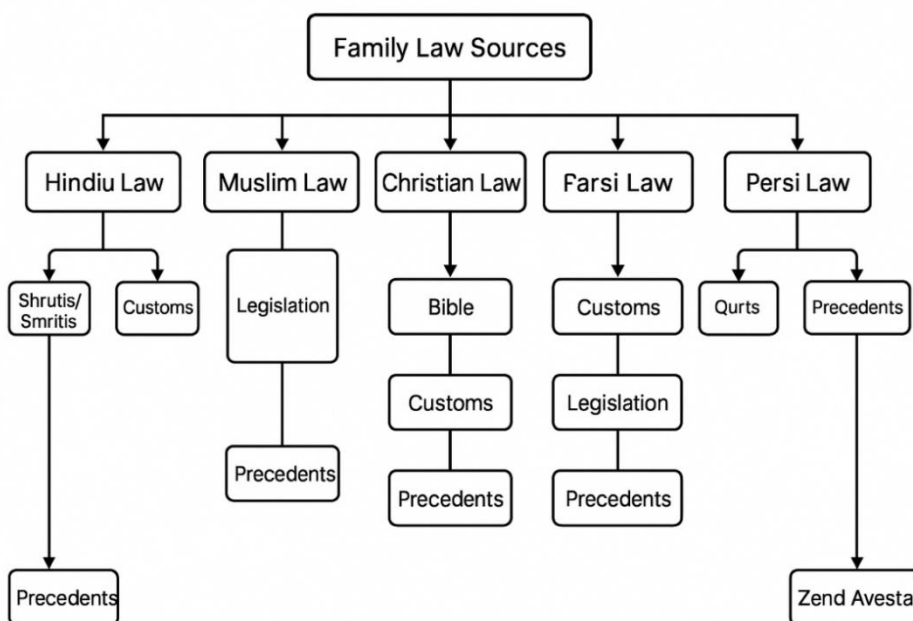 Family Law Sources
Hindiu Law
Muslim Law
Christian Law
Farsi Law
Persi Law
Shrutis/
Smritis
Customs
Legislation
Bible
Customs
Qurts
Precedents
Customs
Legislation
Precedents
Precedents
Precedents
Precedents
Zend Avesta